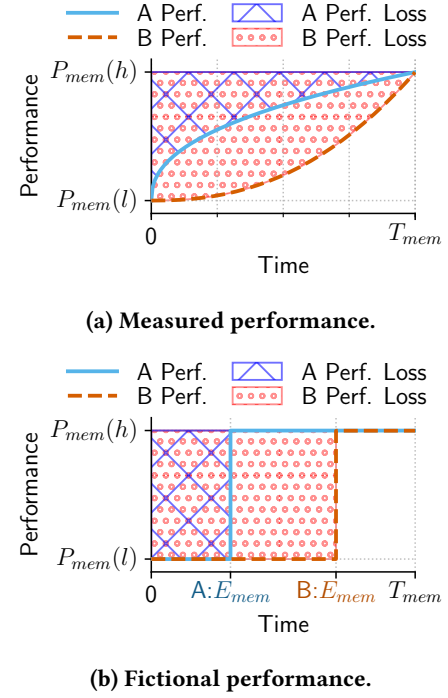 A Perf. A Perf. Loss
B Perf. B Perf. Loss
P_mem(h)
Performance
P_mem(l)
0
T_mem
Time
(a) Measured performance.
A Perf. A Perf. Loss
B Perf. B Perf. Loss
P_mem(h)
Performance
P_mem(l)
0 A:E_mem B:E_mem T_mem
Time
(b) Fictional performance.